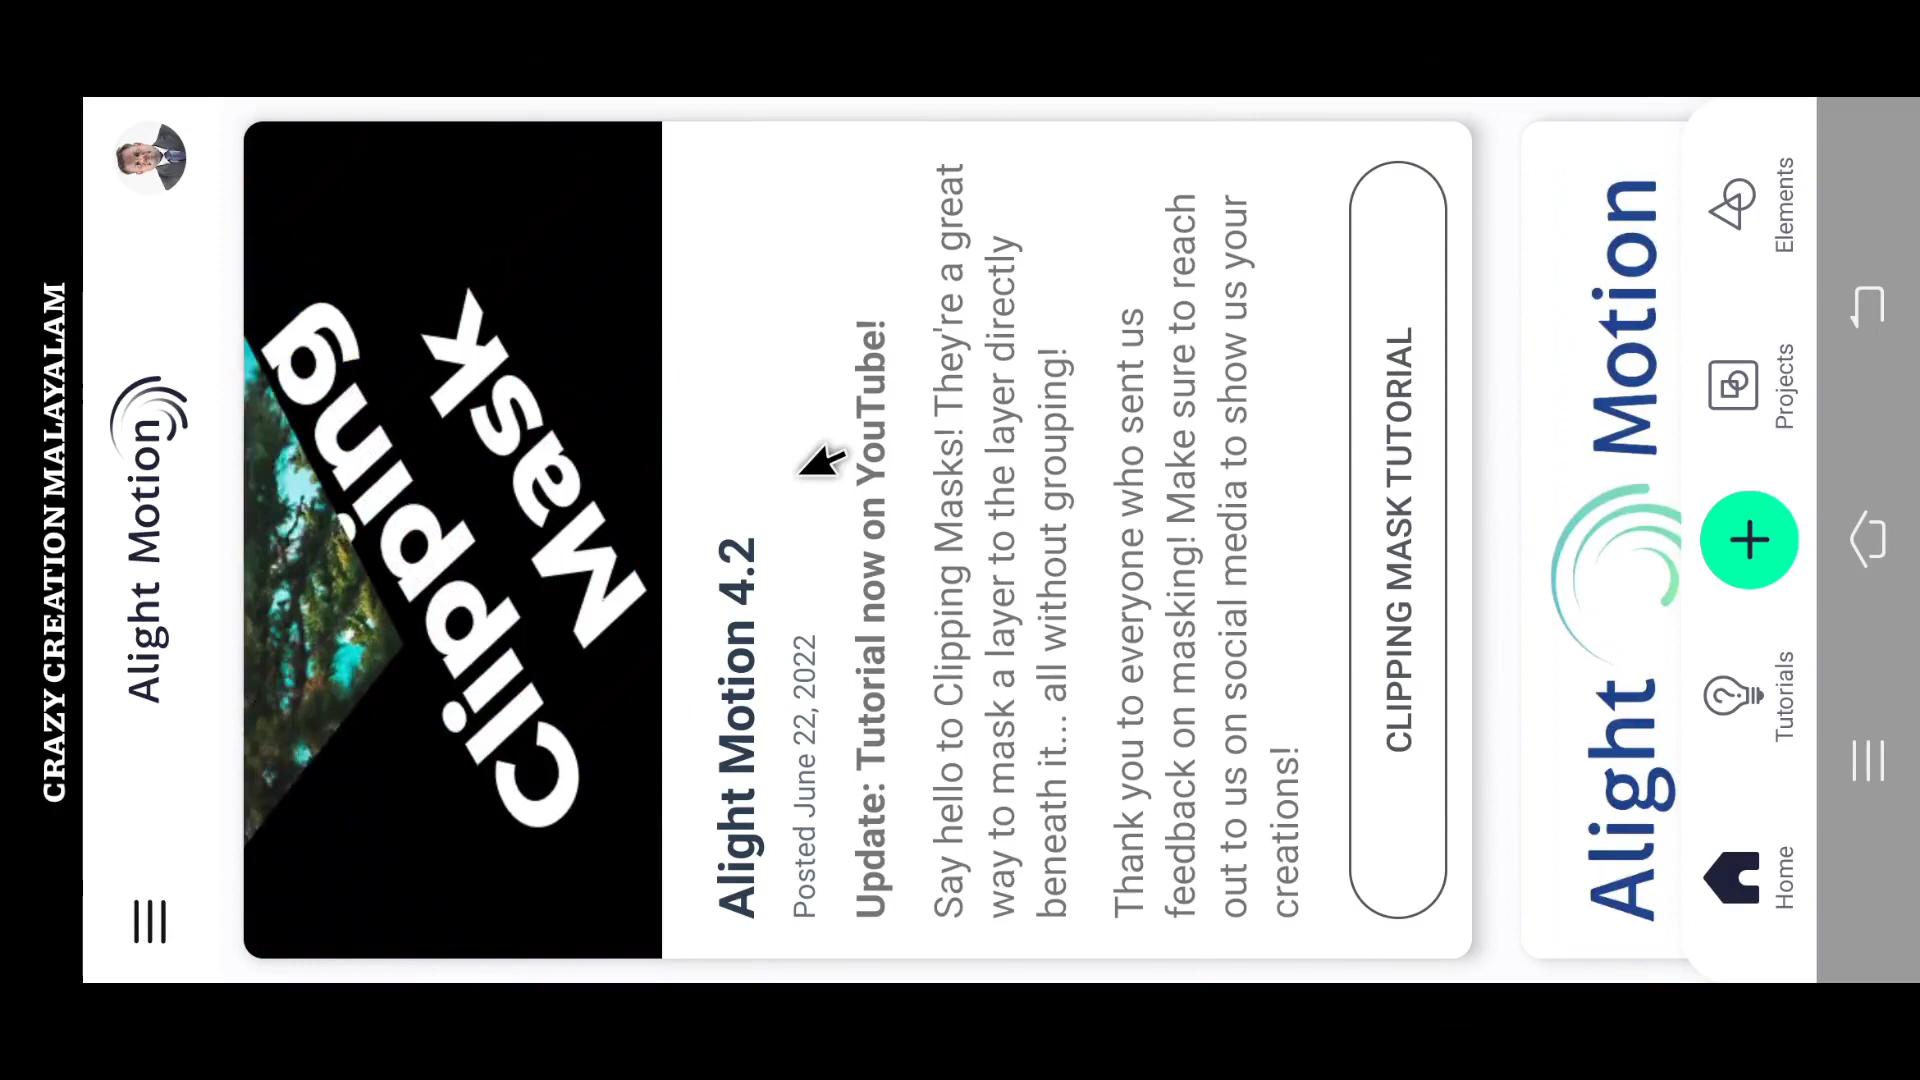 CRAZY CREATION MALAYALAM
Alight Motion
Clipping
Mask
Alight Motion 4.2
Posted June 22, 2022
Update: Tutorial now on YouTube!
Say hello to Clipping Masks! They're a great
way to mask a layer to the layer directly
beneath it... all without grouping!
Thank you to everyone who sent us
feedback on masking! Make sure to reach
out to us on social media to show us your
creations!
CLIPPING MASK TUTORIAL
Alight Motion
Home
Tutorials
Projects
Elements